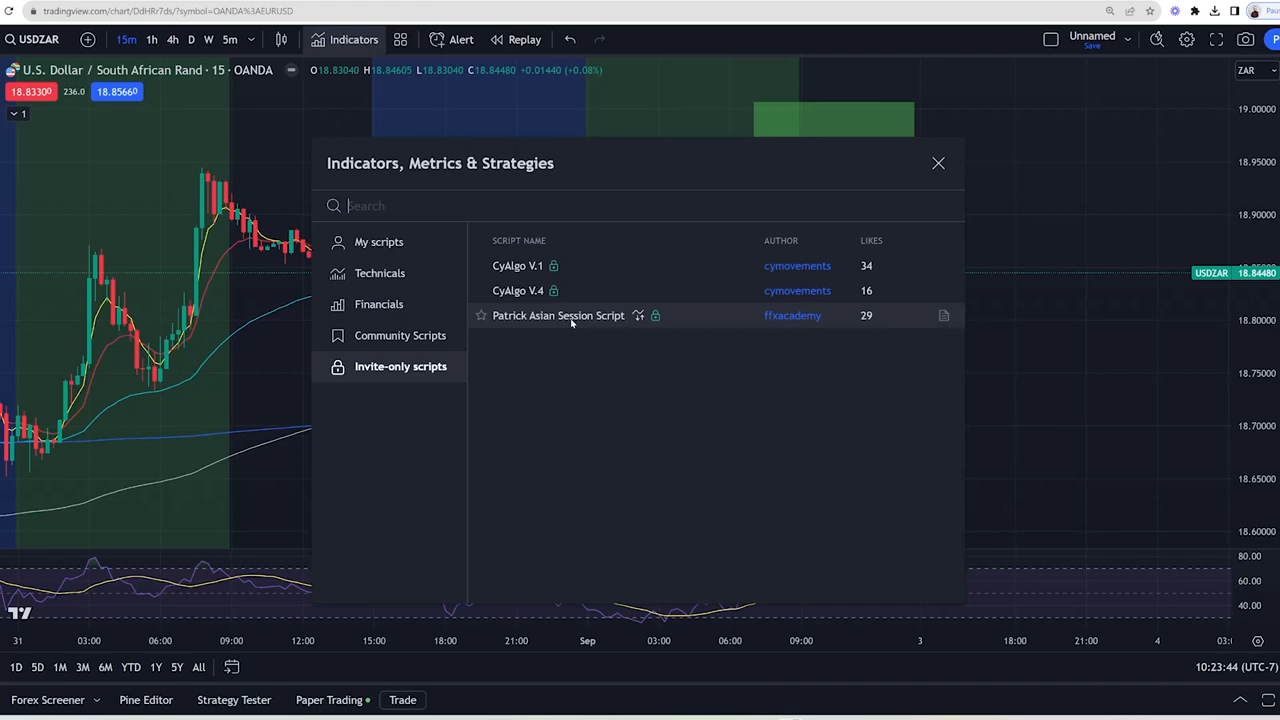 tradingview.com/chart/DdHRr7ds/?symbol=OANDA%3AEURUSD
USDZAR 15m 1h 4h D W 5m Indicators Alert Replay Unnamed Save
U.S. Dollar / South African Rand · 15 · OANDA O18.83040 H18.84605 L18.83040 C18.84480 +0.01440 (+0.08%) ZAR
18.83300 236.0 18.85660
1
19.00000
18.95000
18.90000
USDZAR 18.84480
18.80000
18.75000
18.70000
18.65000
18.60000
80.00
60.00
40.00
Indicators, Metrics & Strategies
Search
My scripts
Technicals
Financials
Community Scripts
Invite-only scripts
SCRIPT NAME AUTHOR LIKES
CyAlgo V.1 cymovements 34
CyAlgo V.4 cymovements 16
Patrick Asian Session Script ffxacademy 29
31 03:00 06:00 09:00 12:00 15:00 18:00 21:00 Sep 03:00 06:00 09:00 3 18:00 21:00 4
1D 5D 1M 3M 6M YTD 1Y 5Y All 10:23:44 (UTC-7)
Forex Screener Pine Editor Strategy Tester Paper Trading Trade